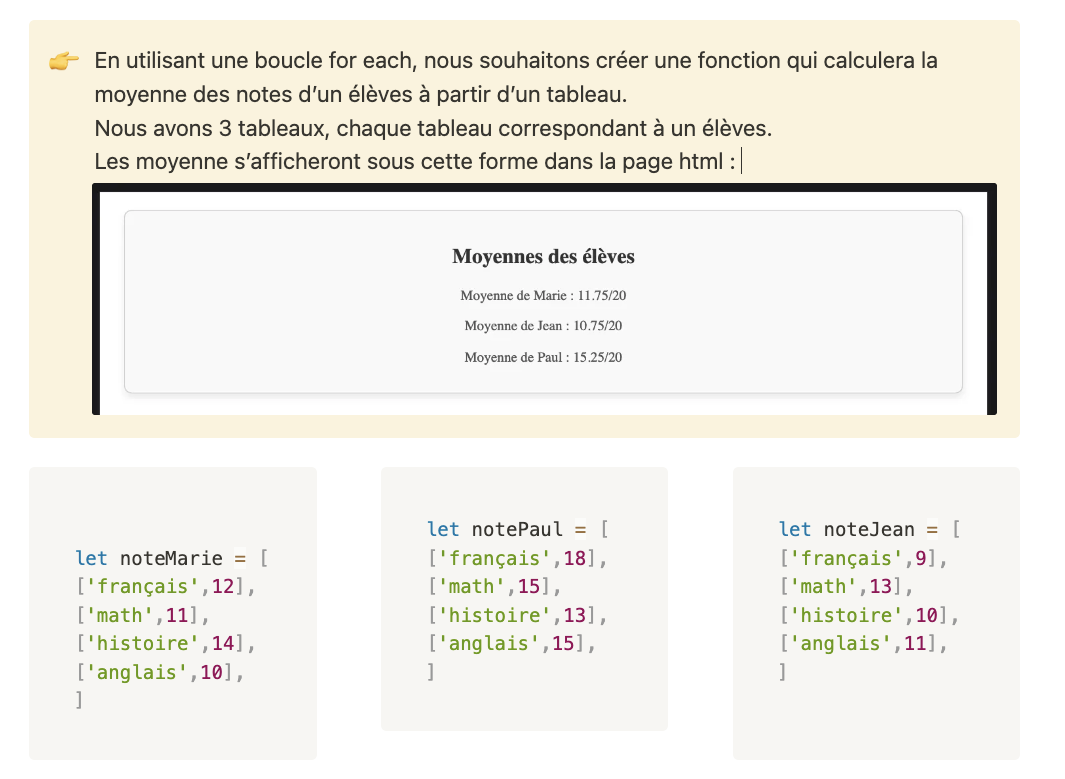 👉 En utilisant une boucle for each, nous souhaitons créer une fonction qui calculera la
moyenne des notes d’un élèves à partir d’un tableau.
Nous avons 3 tableaux, chaque tableau correspondant à un élèves.
Les moyenne s’afficheront sous cette forme dans la page html :
Moyennes des élèves
Moyenne de Marie : 11.75/20
Moyenne de Jean : 10.75/20
Moyenne de Paul : 15.25/20
let noteMarie = [
['français',12],
['math',11],
['histoire',14],
['anglais',10],
]
let notePaul = [
['français',18],
['math',15],
['histoire',13],
['anglais',15],
]
let noteJean = [
['français',9],
['math',13],
['histoire',10],
['anglais',11],
]